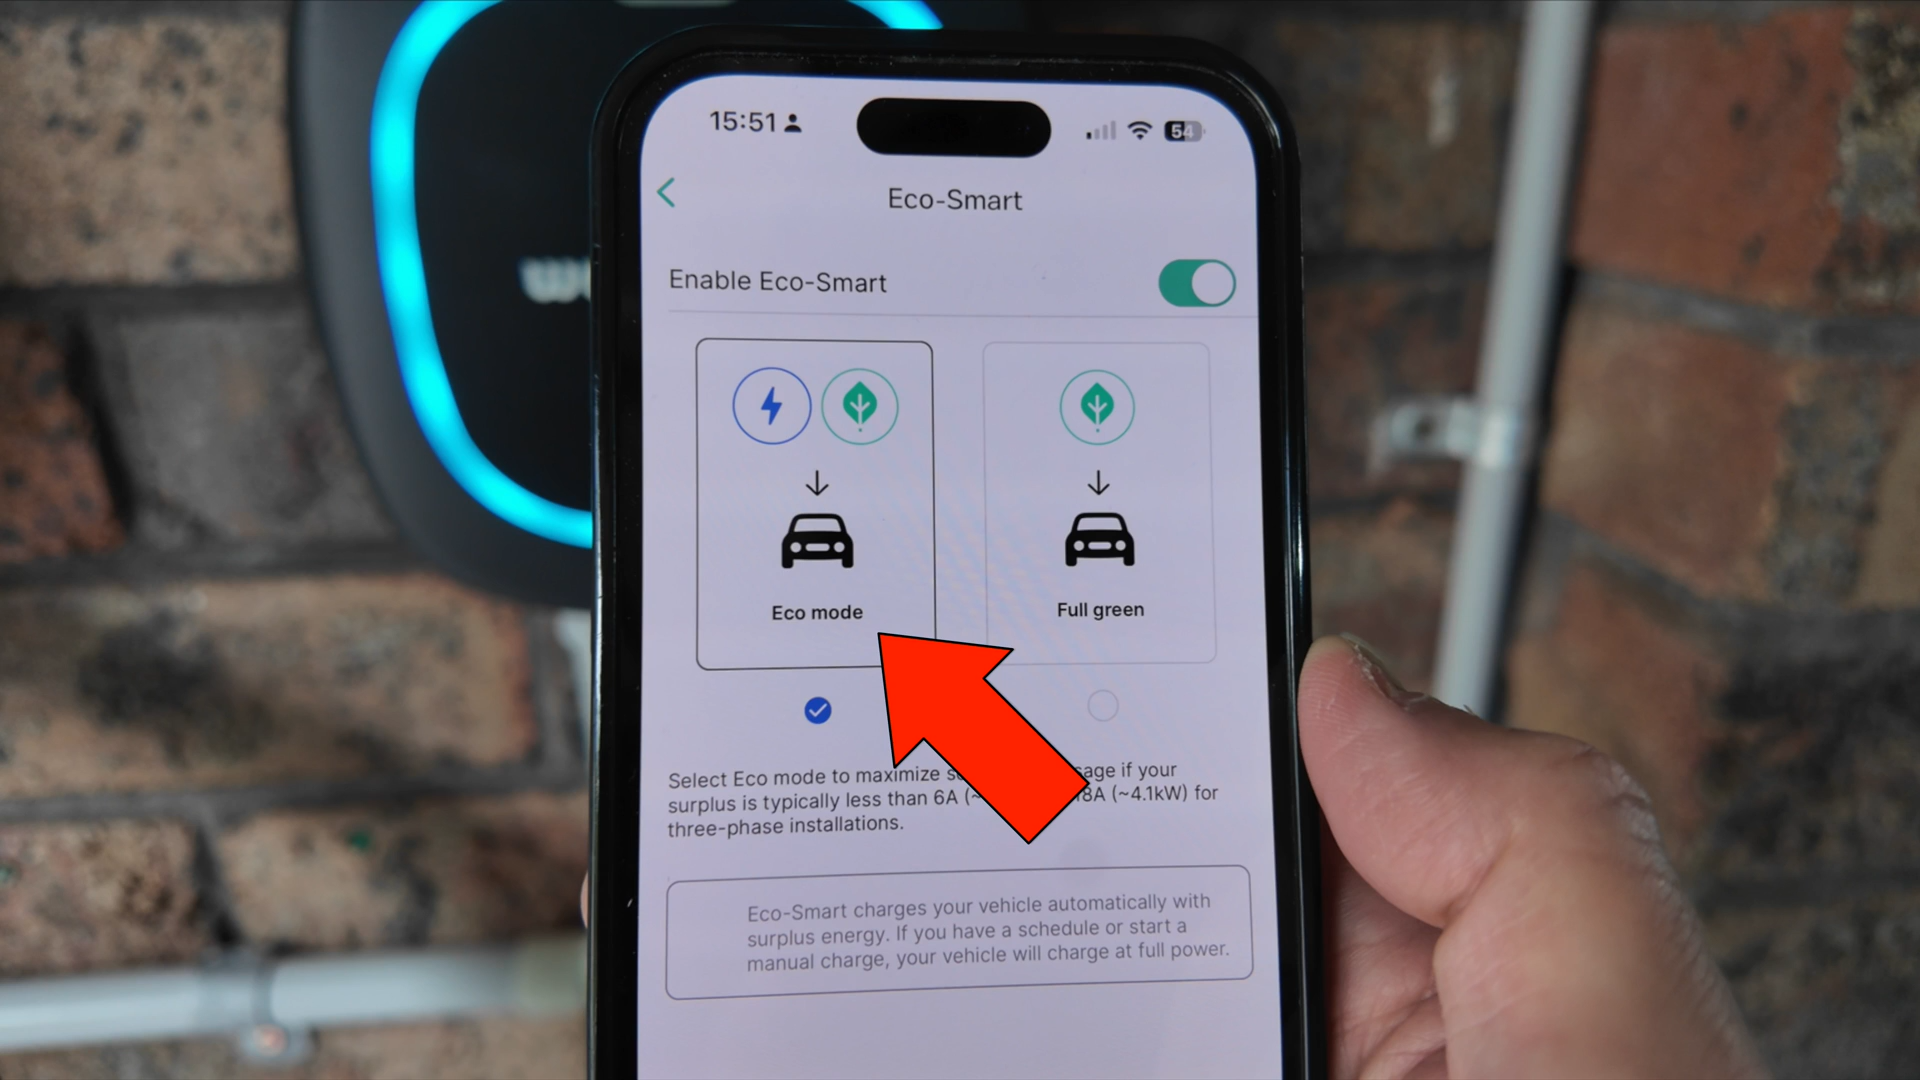 15:51
54
Eco-Smart
Enable Eco-Smart
Eco mode
Full green
Select Eco mode to maximize sage if your
surplus is typically less than 6A (~ 18A (~4.1kW) for
three-phase installations.
Eco-Smart charges your vehicle automatically with
surplus energy. If you have a schedule or start a
manual charge, your vehicle will charge at full power.